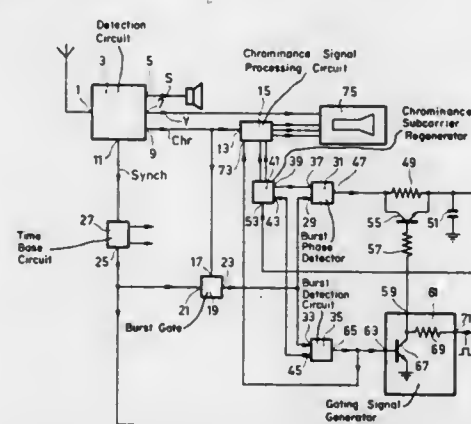 Detection
Circuit
3
5
S
1
7
Y
9
Chr
11
Synch
Chrominance Signal
Processing Circuit
15
13
73
75
Chrominance
Subcarrier
Regenerator
41
39
37
31
47
49
53
43
29
55
51
57
Burst Phase
Detector
27
Time
Base
Circuit
25
17
23
21
19
Burst Gate
Burst
Detection
Circuit
33
35
65
45
59
61
63
71
69
67
Gating Signal
Generator